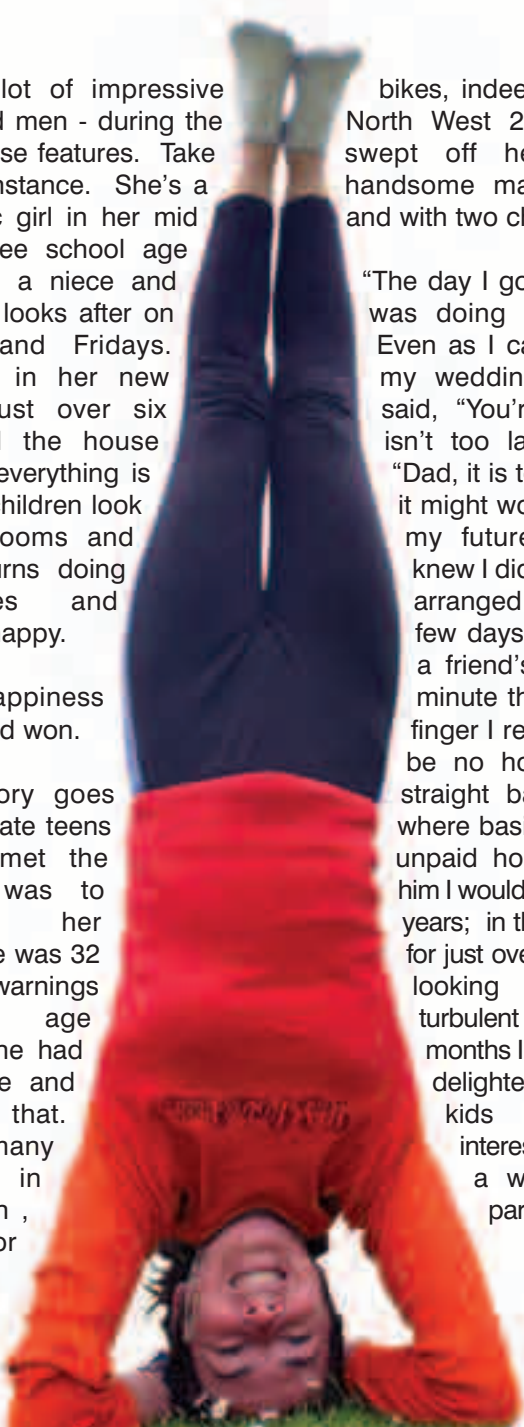 lot of impressive
d men - during the
se features. Take
nstance. She's a
c girl in her mid
ee school age
a niece and
looks after on
and Fridays.
in her new
ust over six
d the house
everything is
children look
ooms and
urns doing
es and
happy.
appiness
d won.
ory goes
ate teens
met the
was to
her
e was 32
warnings
age
he had
e and
that.
many
in
n ,
or
bikes, indee
North West 2
swept off he
handsome ma
and with two cl
“The day I go
was doing
Even as I ca
my weddin
said, “You'r
isn't too la
“Dad, it is t
it might wo
my future
knew I did
arranged
few days
a friend's
minute th
finger I re
be no ho
straight ba
where basi
unpaid ho
him I would
years; in th
for just ove
looking
turbulent
months I
delighte
kids
interes
a w
par